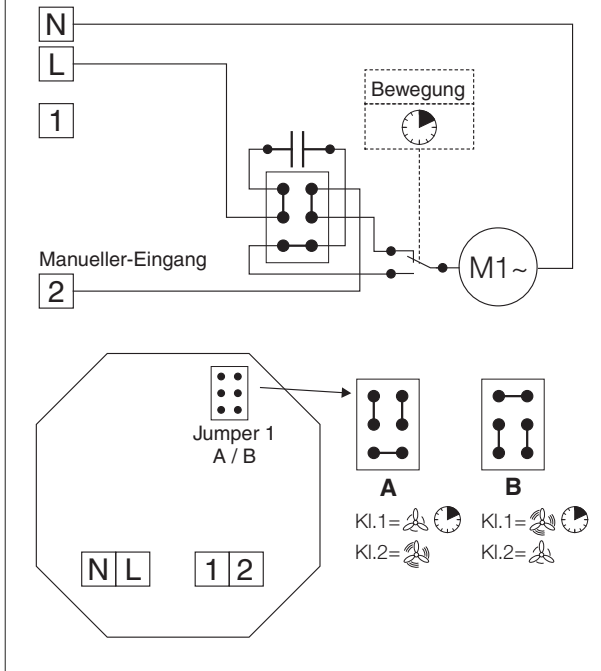 N
L
1
Bewegung
Manueller-Eingang
2
M1~
Jumper 1
A / B
N L
1 2
A
B
Kl.1=
Kl.2=
Kl.1=
Kl.2=